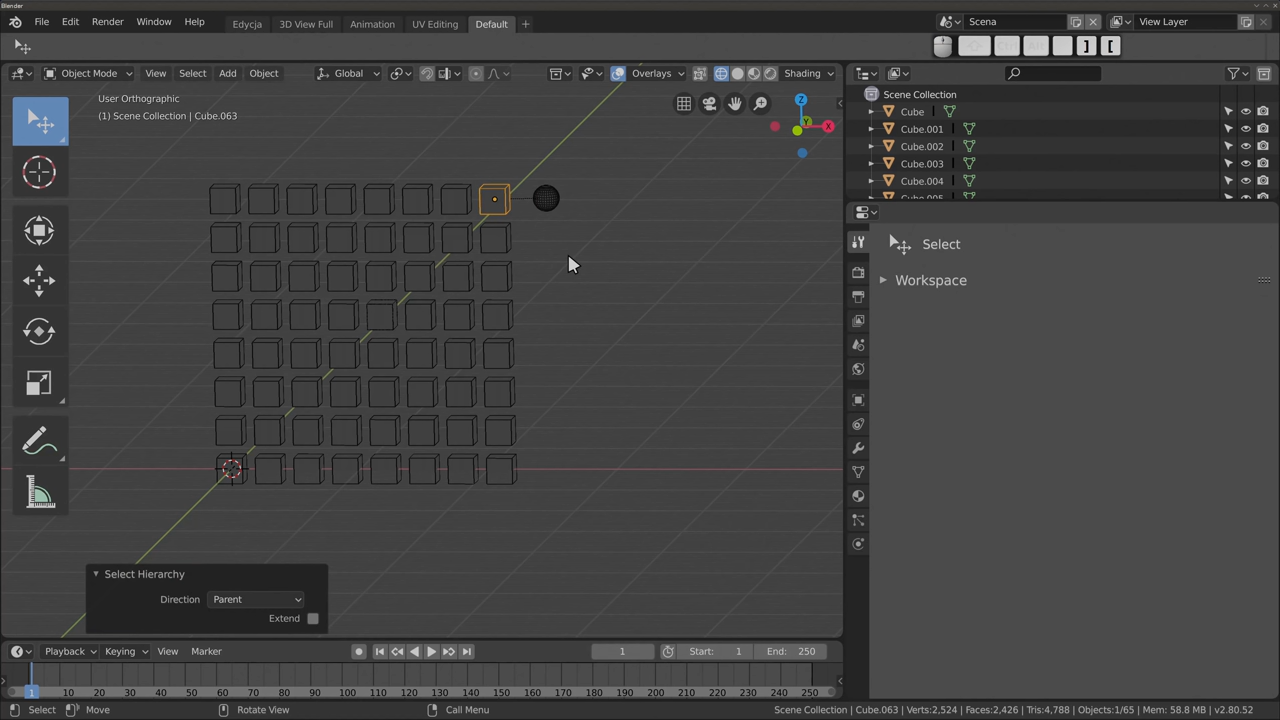 Blender
File Edit Render Window Help Edycja 3D View Full Animation UV Editing Default + Scena View Layer
Ctrl Alt ] [
Object Mode View Select Add Object Global Overlays Shading
User Orthographic
(1) Scene Collection | Cube.063
Z
Y
X
Scene Collection
Cube
Cube.001
Cube.002
Cube.003
Cube.004
Cube.005
Select
Workspace
Select Hierarchy
Direction Parent
Extend
Playback Keying View Marker 1 Start: 1 End: 250
1 10 20 30 40 50 60 70 80 90 100 110 120 130 140 150 160 170 180 190 200 210 220 230 240 250
Select Move Rotate View Call Menu Scene Collection | Cube.063 | Verts:2,524 | Faces:2,426 | Tris:4,788 | Objects:1/65 | Mem: 58.8 MB | v2.80.52